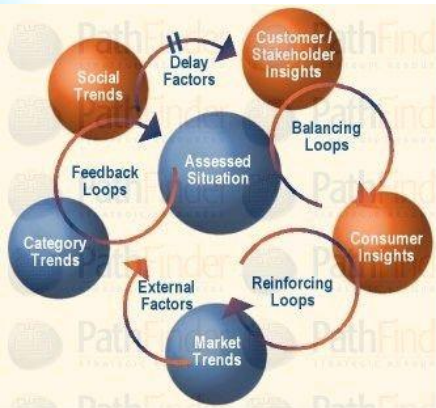 Social
Trends
Delay
Factors
Customer /
Stakeholder
Insights
Balancing
Loops
Assessed
Situation
Feedback
Loops
Category
Trends
Consumer
Insights
External
Factors
Reinforcing
Loops
Market
Trends
PathFinder